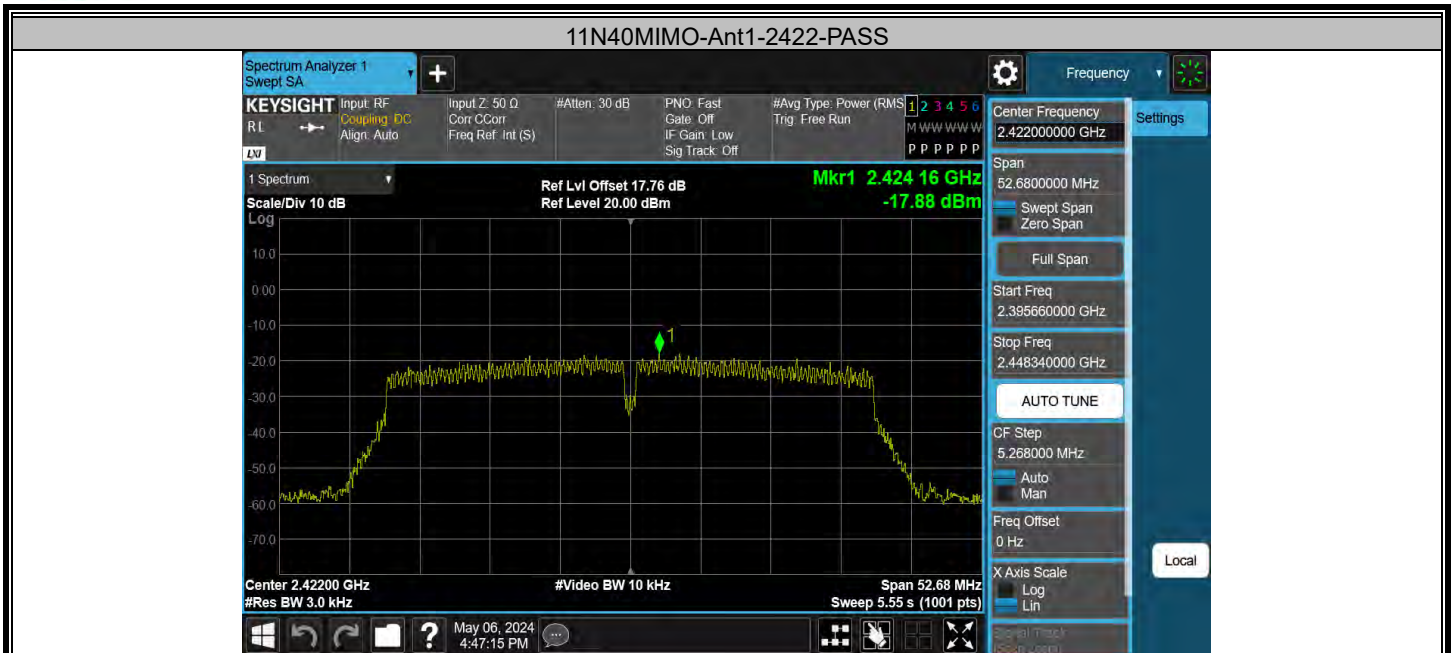 11N40MIMO-Ant1-2422-PASS
Spectrum Analyzer 1
Swept SA
Frequency
KEYSIGHT
RL
LXI
Input: RF
Coupling: DC
Align: Auto
Input Z: 50 Ω
Corr CCorr
Freq Ref: Int (S)
#Atten: 30 dB
PNO: Fast
Gate: Off
IF Gain: Low
Sig Track: Off
#Avg Type: Power (RMS
Trig: Free Run
1 2 3 4 5 6
M W W W W W
P P P P P P
Center Frequency
2.422000000 GHz
Settings
Span
52.6800000 MHz
Swept Span
Zero Span
Full Span
Start Freq
2.395660000 GHz
Stop Freq
2.448340000 GHz
AUTO TUNE
CF Step
5.268000 MHz
Auto
Man
Freq Offset
0 Hz
X Axis Scale
Log
Lin
Local
1 Spectrum
Scale/Div 10 dB
Log
Ref Lvl Offset 17.76 dB
Ref Level 20.00 dBm
Mkr1 2.424 16 GHz
-17.88 dBm
10.0
0.00
-10.0
-20.0
-30.0
-40.0
-50.0
-60.0
-70.0
1
Center 2.42200 GHz
#Res BW 3.0 kHz
#Video BW 10 kHz
Span 52.68 MHz
Sweep 5.55 s (1001 pts)
?
May 06, 2024
4:47:15 PM